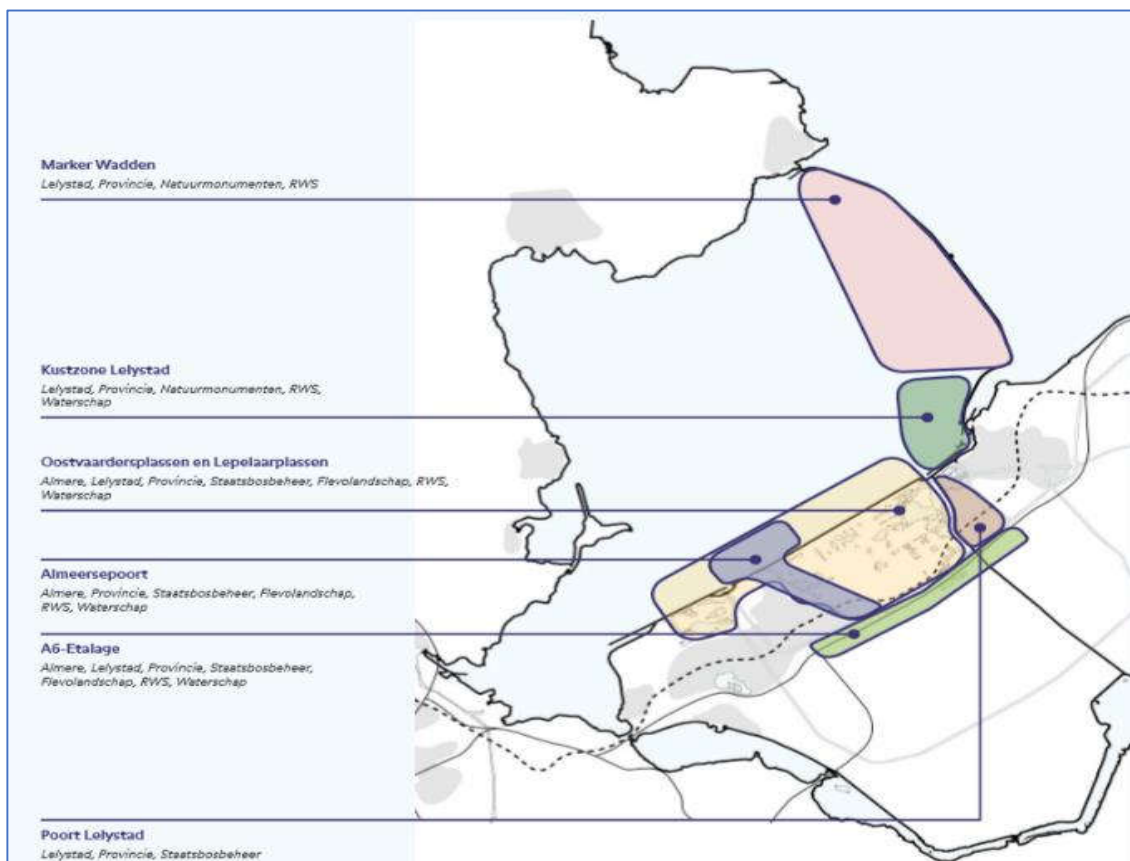 Marker Wadden
Lelystad, Provincie, Natuurmonumenten, RWS
Kustzone Lelystad
Lelystad, Provincie, Natuurmonumenten, RWS,
Waterschap
Oostvaardersplassen en Lepelaarplassen
Almere, Lelystad, Provincie, Staatsbosbeheer, Flevolandschap, RWS,
Waterschap
Almeersepoort
Almere, Provincie, Staatsbosbeheer, Flevolandschap,
RWS, Waterschap
A6-Etalage
Almere, Lelystad, Provincie, Staatsbosbeheer,
Flevolandschap, RWS, Waterschap
Poort Lelystad
Lelystad, Provincie, Staatsbosbeheer